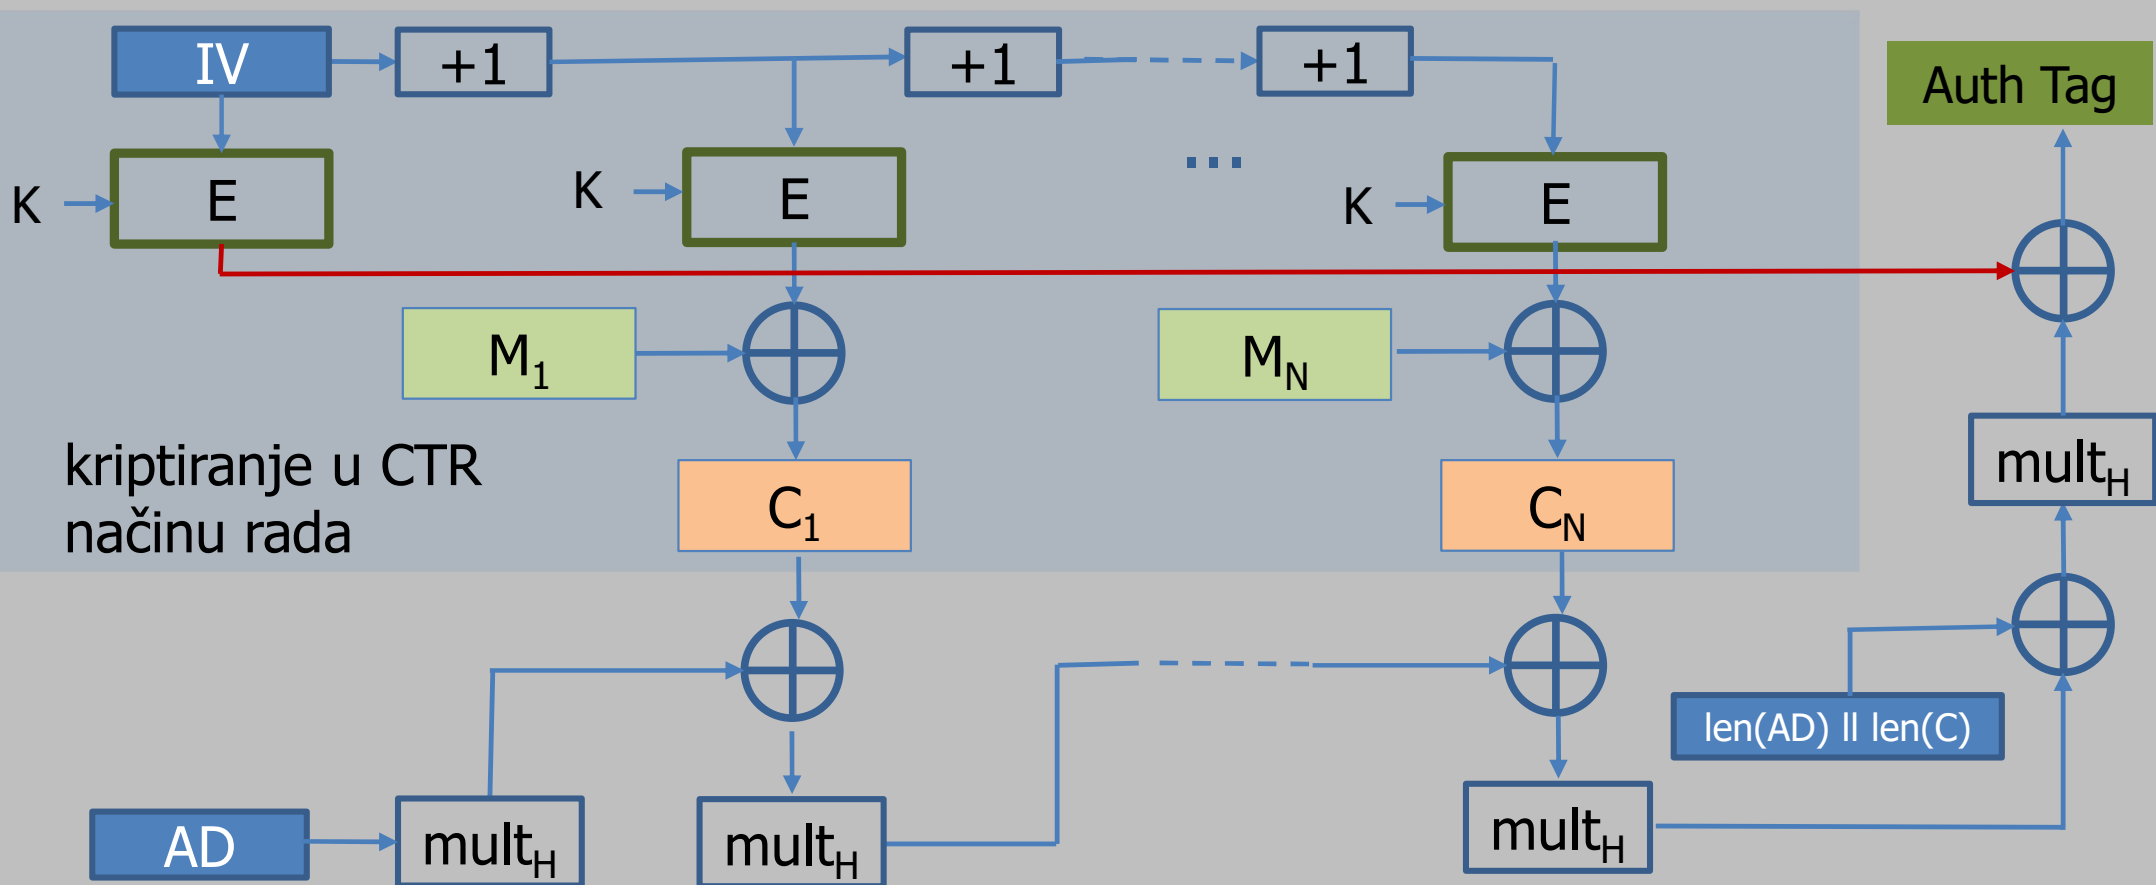 IV
+1
+1
+1
Auth Tag
K
E
K
E
...
K
E
M1
MN
kriptiranje u CTR
načinu rada
C1
CN
multH
len(AD) ll len(C)
AD
multH
multH
multH